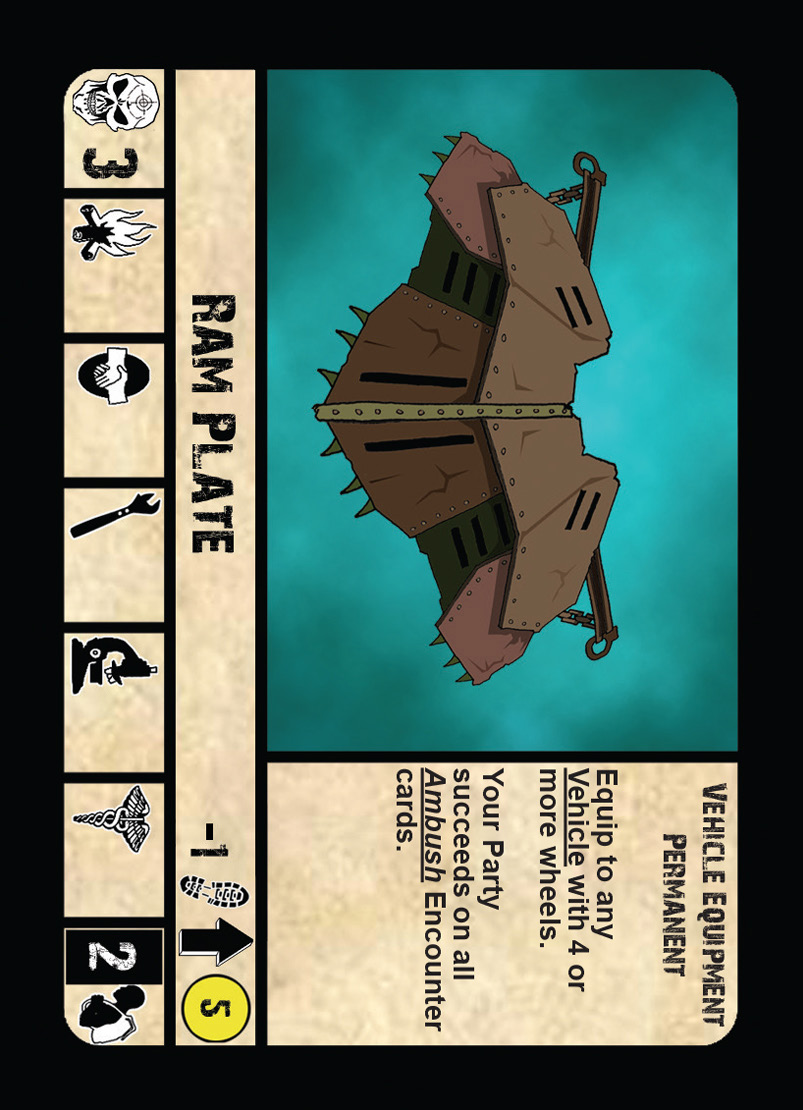 VEHICLE EQUIPMENT
PERMANENT
Equip to any
Vehicle with 4 or
more wheels.
Your Party
succeeds on all
Ambush Encounter
cards.
RAM PLATE
-1
5
3
2